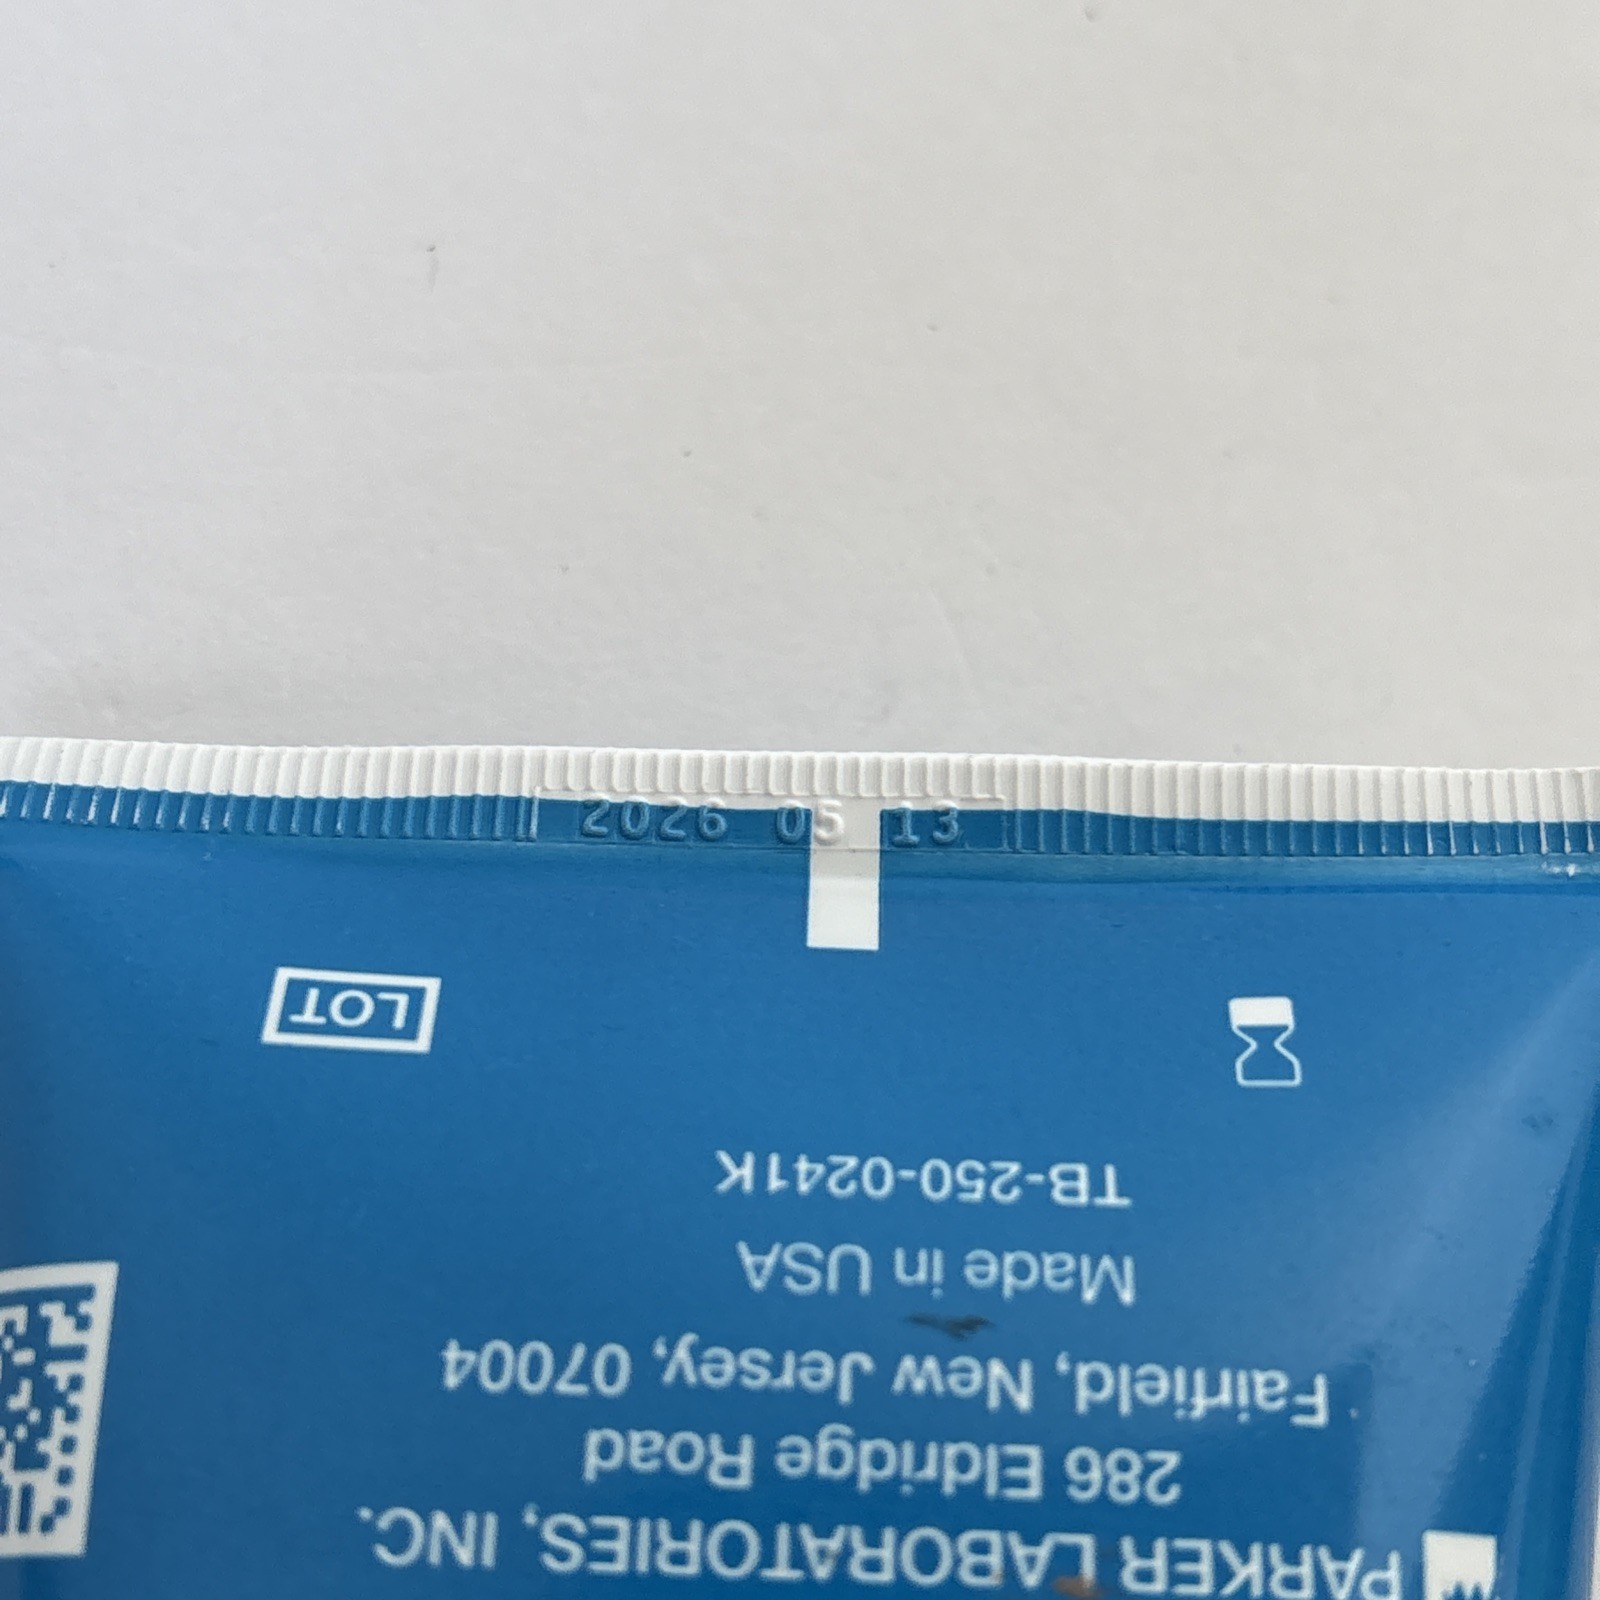 2026 05 13
PARKER LABORATORIES, INC.
286 Eldridge Road
Fairfield, New Jersey, 07004
Made in USA
TB-250-0241K
LOT